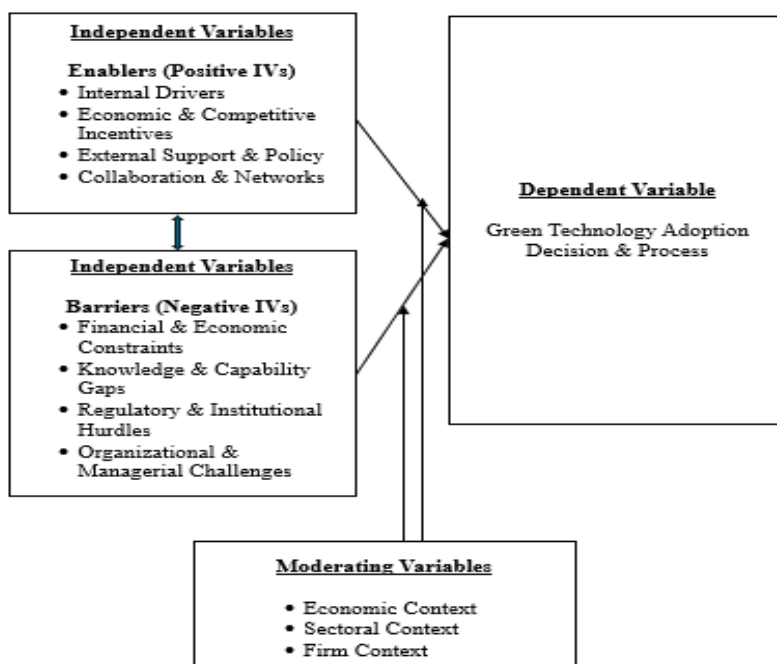 Independent Variables
Enablers (Positive IVs)
• Internal Drivers
• Economic & Competitive
Incentives
• External Support & Policy
• Collaboration & Networks
Independent Variables
Barriers (Negative IVs)
• Financial & Economic
Constraints
• Knowledge & Capability
Gaps
• Regulatory & Institutional
Hurdles
• Organizational &
Managerial Challenges
Dependent Variable
Green Technology Adoption
Decision & Process
Moderating Variables
• Economic Context
• Sectoral Context
• Firm Context